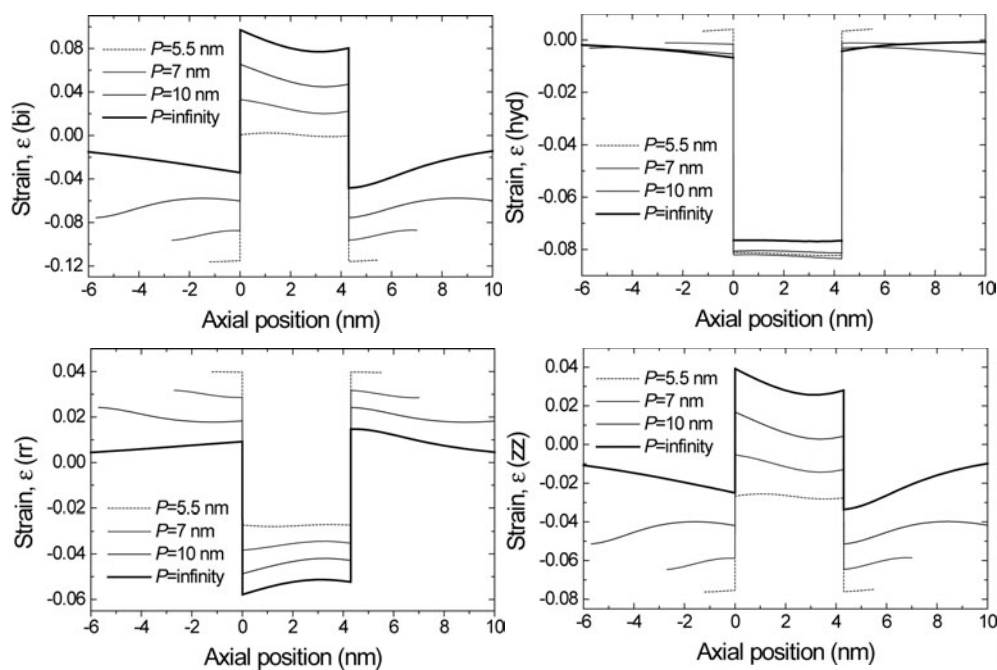 Strain, ε (bi)
0.08
0.04
0.00
-0.04
-0.08
-0.12
P=5.5 nm
P=7 nm
P=10 nm
P=infinity
-6 -4 -2 0 2 4 6 8 10
Axial position (nm)
Strain, ε (hyd)
0.00
-0.02
-0.04
-0.06
-0.08
P=5.5 nm
P=7 nm
P=10 nm
P=infinity
-6 -4 -2 0 2 4 6 8 10
Axial position (nm)
Strain, ε (rr)
0.04
0.02
0.00
-0.02
-0.04
-0.06
P=5.5 nm
P=7 nm
P=10 nm
P=infinity
-6 -4 -2 0 2 4 6 8 10
Axial position (nm)
Strain, ε (zz)
0.04
0.02
0.00
-0.02
-0.04
-0.06
-0.08
P=5.5 nm
P=7 nm
P=10 nm
P=infinity
-6 -4 -2 0 2 4 6 8 10
Axial position (nm)